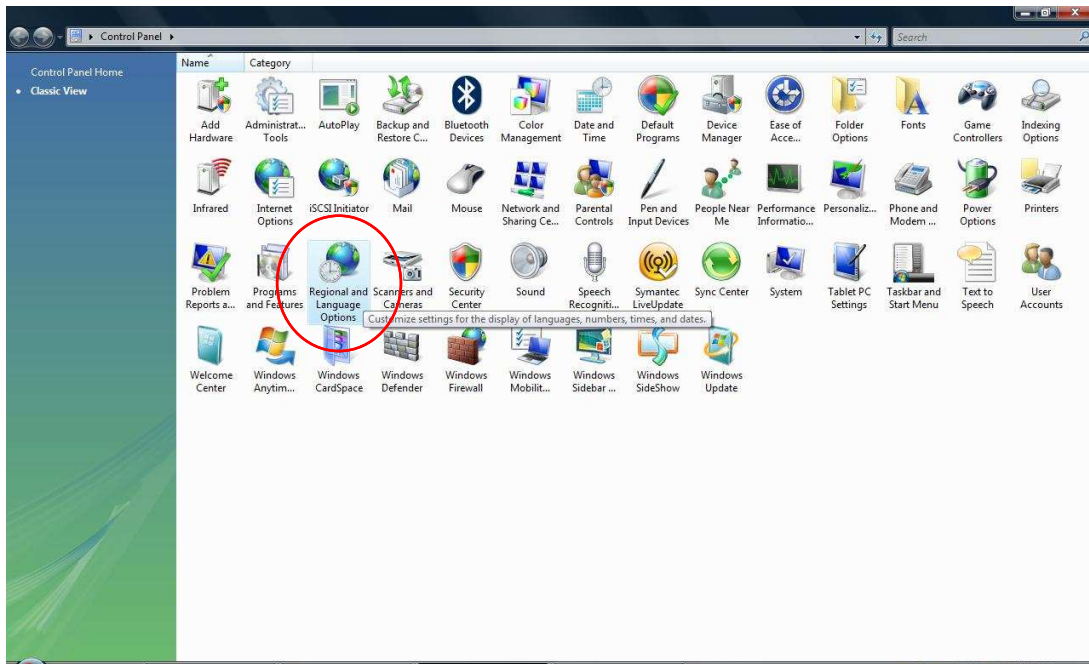 Control Panel
Search
Control Panel Home
Classic View
Name Category
Add Hardware
Administrat... Tools
AutoPlay
Backup and Restore C...
Bluetooth Devices
Color Management
Date and Time
Default Programs
Device Manager
Ease of Acce...
Folder Options
Fonts
Game Controllers
Indexing Options
Infrared
Internet Options
iSCSI Initiator
Mail
Mouse
Network and Sharing Ce...
Parental Controls
Pen and Input Devices
People Near Me
Performance Informatio...
Personaliz...
Phone and Modem ...
Power Options
Printers
Problem Reports a...
Programs and Features
Regional and Language Options
Scanners and Cameras
Security Center
Sound
Speech Recogniti...
Symantec LiveUpdate
Sync Center
System
Tablet PC Settings
Taskbar and Start Menu
Text to Speech
User Accounts
Customize settings for the display of languages, numbers, times, and dates.
Welcome Center
Windows Anytim...
Windows CardSpace
Windows Defender
Windows Firewall
Windows Mobilit...
Windows Sidebar ...
Windows SideShow
Windows Update